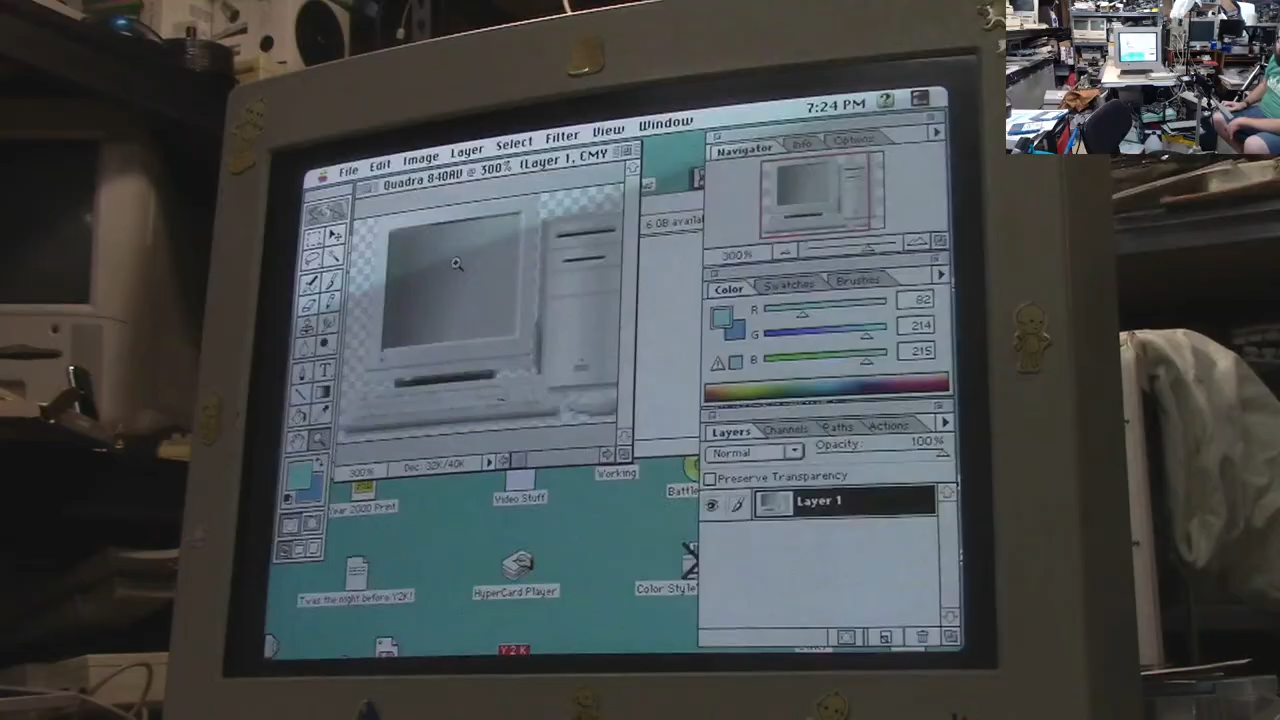 7:24 PM
File Edit Image Layer Select Filter View Window
Quadra 840AV @ 300% (Layer 1, CMY
Navigator Info Options
6 GB availa
300%
Color Swatches Brushes
R 82
G 214
B 215
Layers Channels Paths Actions
Normal Opacity: 100%
Preserve Transparency
Layer 1
300% Doc: 32K/40K
Working
Year 2000 Print
Video Stuff
Battle
Twas the night before Y2K!
HyperCard Player
Color Style
Y2K